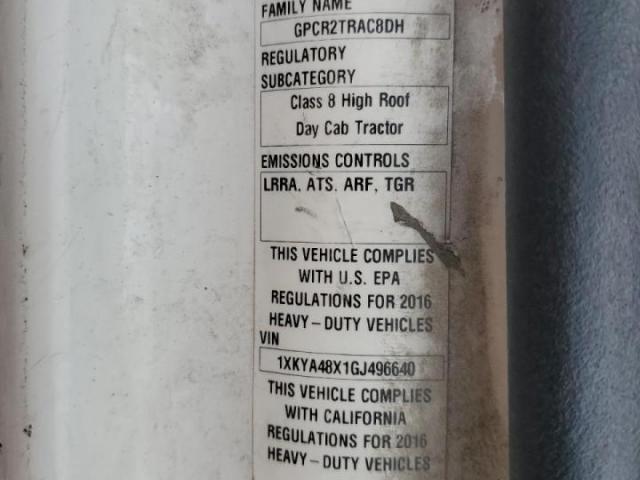 FAMILY NAME
GPCR2TRAC8DH
REGULATORY
SUBCATEGORY
Class 8 High Roof
Day Cab Tractor
EMISSIONS CONTROLS
LRRA, ATS, ARF, TGR
THIS VEHICLE COMPLIES
WITH U.S. EPA
REGULATIONS FOR 2016
HEAVY-DUTY VEHICLES
VIN
1XKYA48X1GJ496640
THIS VEHICLE COMPLIES
WITH CALIFORNIA
REGULATIONS FOR 2016
HEAVY-DUTY VEHICLES